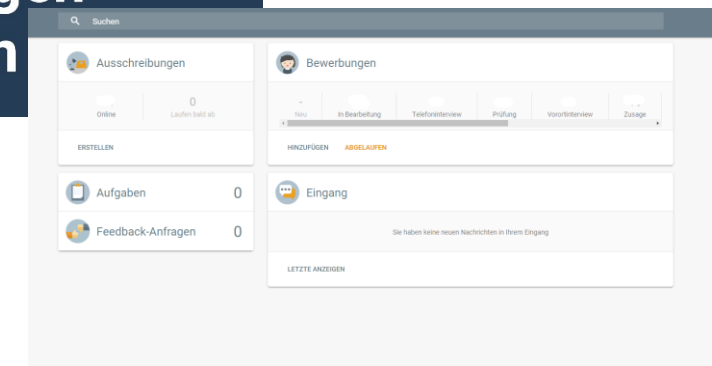 Suchen
Ausschreibungen
0
Online
Laufen bald ab
ERSTELLEN
Bewerbungen
Neu
In Bearbeitung
Telefoninterview
Prüfung
Vorortinterview
Zusage
HINZUFÜGEN
ABGELAUFEN
Aufgaben
0
Feedback-Anfragen
0
Eingang
Sie haben keine neuen Nachrichten in Ihrem Eingang
LETZTE ANZEIGEN